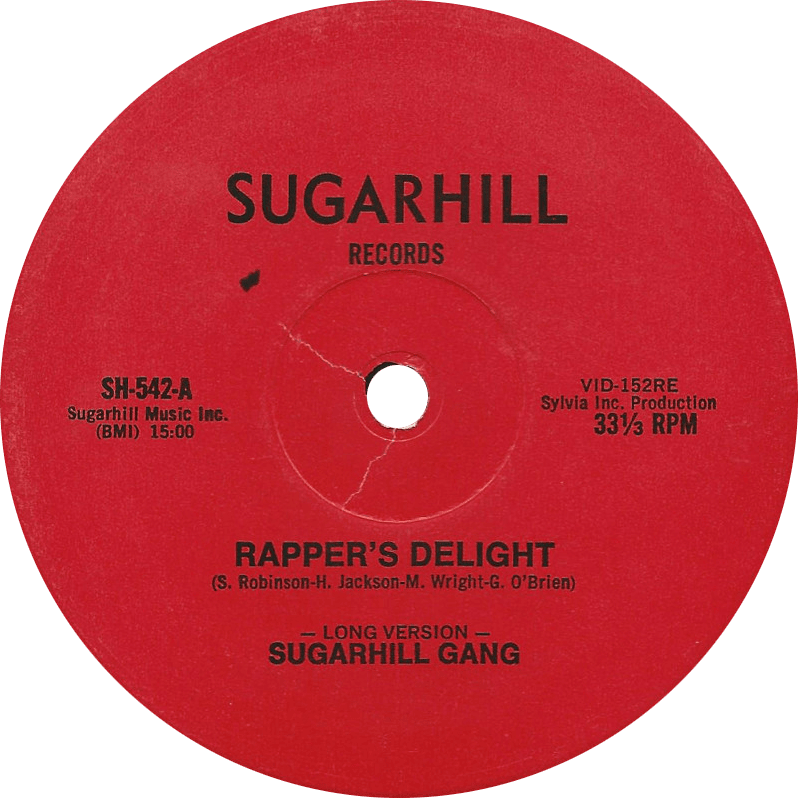 SUGARHILL
RECORDS
SH-542-A
Sugarhill Music Inc.
(BMI) 15:00
VID-152RE
Sylvia Inc. Production
33⅓ RPM
RAPPER'S DELIGHT
(S. Robinson-H. Jackson-M. Wright-G. O'Brien)
— LONG VERSION —
SUGARHILL GANG